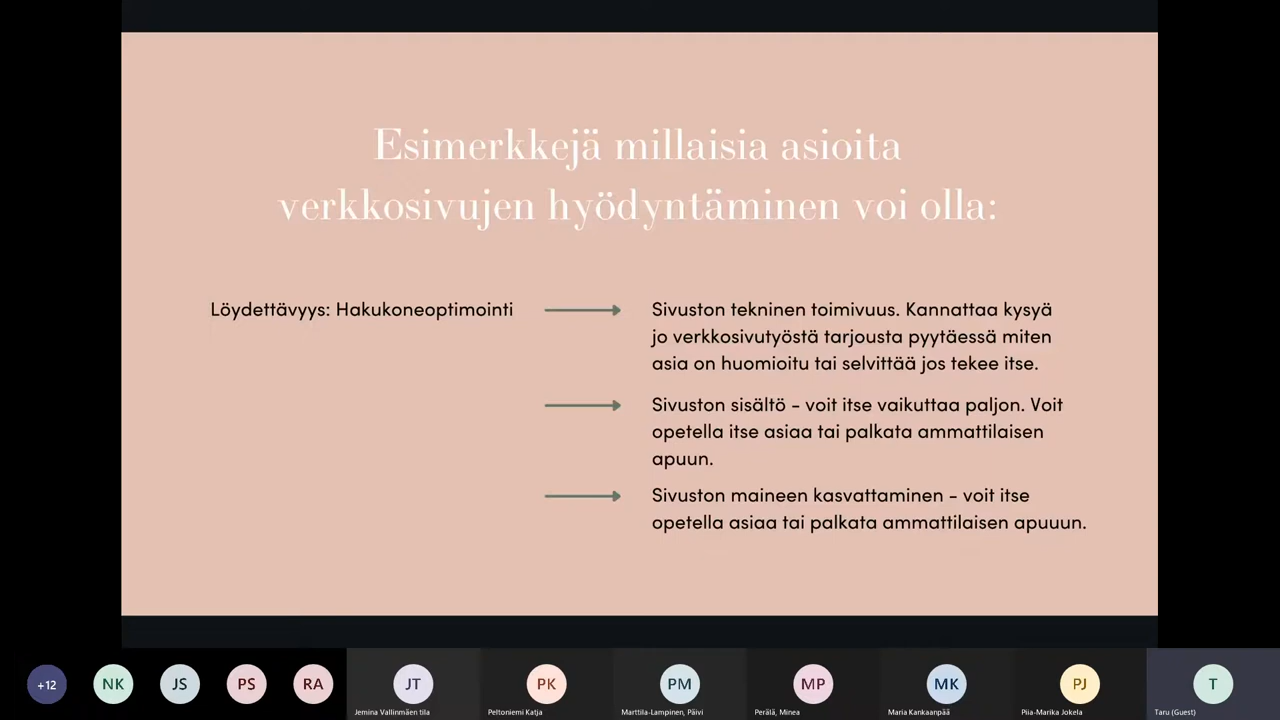 Esimerkkejä millaisia asioita
verkkosivujen hyödyntäminen voi olla:
Löydettävyys: Hakukoneoptimointi
Sivuston tekninen toimivuus. Kannattaa kysyä
jo verkkosivutyöstä tarjousta pyytäessä miten
asia on huomioitu tai selvittää jos tekee itse.
Sivuston sisältö - voit itse vaikuttaa paljon. Voit
opetella itse asiaa tai palkata ammattilaisen
apuun.
Sivuston maineen kasvattaminen - voit itse
opetella asiaa tai palkata ammattilaisen apuuun.
+12
NK
JS
PS
RA
JT
PK
PM
MP
MK
PJ
T
Jemina Vallinmäen tila
Peltoniemi Katja
Marttila-Lampinen, Päivi
Perälä, Minea
Maria Kankaanpää
Piia-Marika Jokela
Taru (Guest)